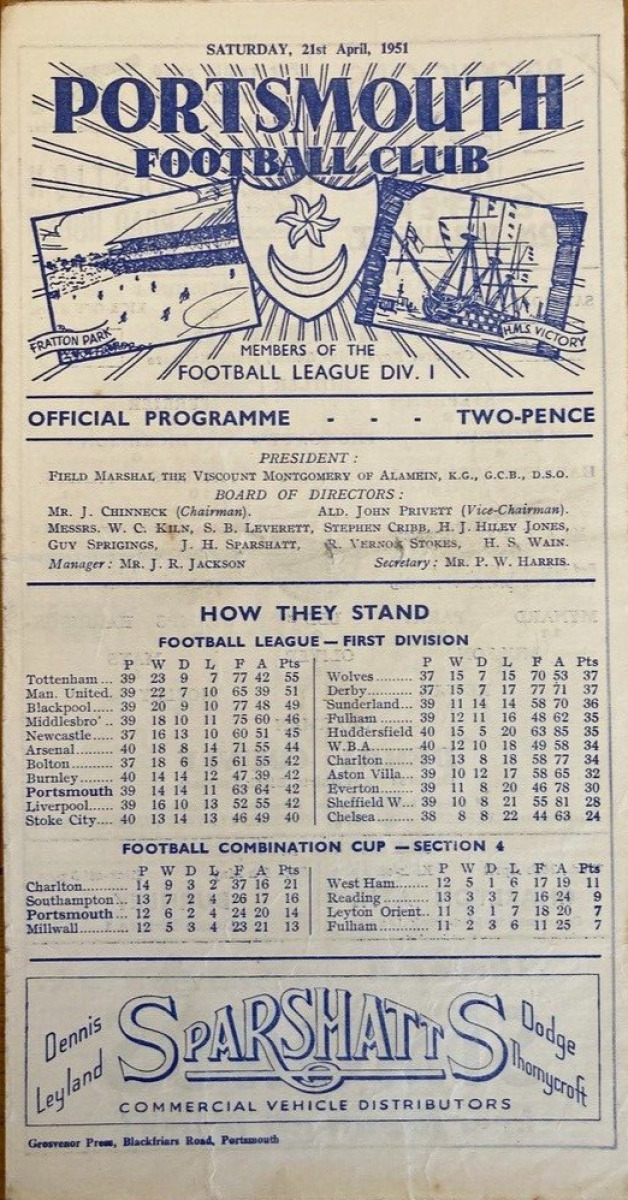 SATURDAY, 21st April, 1951
PORTSMOUTH
FOOTBALL CLUB
FRATTON PARK
H.M.S. VICTORY
MEMBERS OF THE
FOOTBALL LEAGUE DIV. I
OFFICIAL PROGRAMME - - - TWO-PENCE
PRESIDENT :
FIELD MARSHAL THE VISCOUNT MONTGOMERY OF ALAMEIN, K.G., G.C.B., D.S.O.
BOARD OF DIRECTORS :
MR. J. CHINNECK (Chairman). ALD. JOHN PRIVETT (Vice-Chairman).
MESSRS. W. C. KILN, S. B. LEVERETT, STEPHEN CRIBB, H. J. HILEY JONES,
GUY SPRIGINGS, J. H. SPARSHATT, R. VERNON STOKES, H. S. WAIN.
Manager : MR. J. R. JACKSON Secretary : MR. P. W. HARRIS.
HOW THEY STAND
FOOTBALL LEAGUE — FIRST DIVISION
P W D L F A Pts
Tottenham ... 39 23 9 7 77 42 55
Man. United. 39 22 7 10 65 39 51
Blackpool ..... 39 20 9 10 77 48 49
Middlesbro' .. 39 18 10 11 75 60 46
Newcastle ..... 37 16 13 10 60 51 45
Arsenal ......... 40 18 8 14 71 55 44
Bolton ........... 37 18 6 15 61 55 42
Burnley ......... 40 14 14 12 47 39 42
Portsmouth 39 14 14 11 63 64 42
Liverpool ...... 39 16 10 13 52 55 42
Stoke City .... 40 13 14 13 46 49 40
P W D L F A Pts
Wolves ......... 37 15 7 15 70 53 37
Derby ........... 37 15 7 17 77 71 37
Sunderland... 39 11 14 14 58 70 36
Fulham ........ 39 12 11 16 48 62 35
Huddersfield 40 15 5 20 63 85 35
W.B.A. ......... 40 12 10 18 49 58 34
Charlton ....... 39 13 8 18 58 77 34
Aston Villa... 39 10 12 17 58 65 32
Everton ........ 39 11 8 20 46 78 30
Sheffield W... 39 10 8 21 55 81 28
Chelsea ......... 38 8 8 22 44 63 24
FOOTBALL COMBINATION CUP — SECTION 4
P W D L F A Pts
Charlton ........... 14 9 3 2 37 16 21
Southampton .. 13 7 2 4 26 17 16
Portsmouth ... 12 6 2 4 24 20 14
Millwall ........... 12 5 3 4 23 21 13
P W D L F A Pts
West Ham ........ 12 5 1 6 17 19 11
Reading ........... 13 3 3 7 16 24 9
Leyton Orient .. 11 3 1 7 18 20 7
Fulham ............ 11 2 3 6 11 25 7
Dennis
Leyland
SPARSHATTS
Dodge
Thornycroft
COMMERCIAL VEHICLE DISTRIBUTORS
Grosvenor Press, Blackfriars Road, Portsmouth